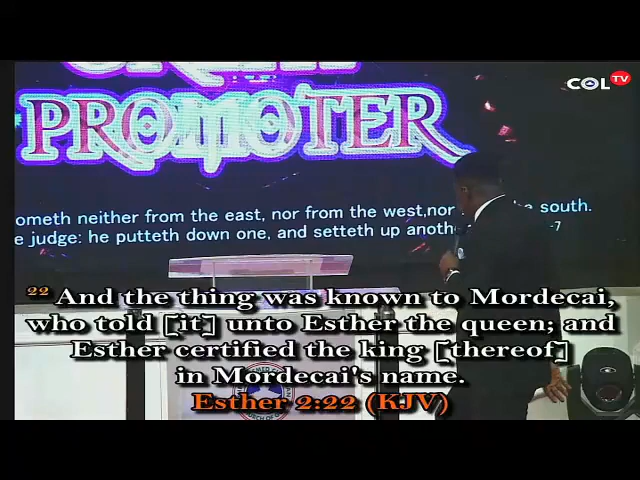 COL TV
PROMOTER
ometh neither from the east, nor from the west,nor south.
e judge: he putteth down one, and setteth up anoth -7
22 And the thing was known to Mordecai,
who told [it] unto Esther the queen; and
Esther certified the king [thereof]
in Mordecai's name.
Esther 2:22 (KJV)